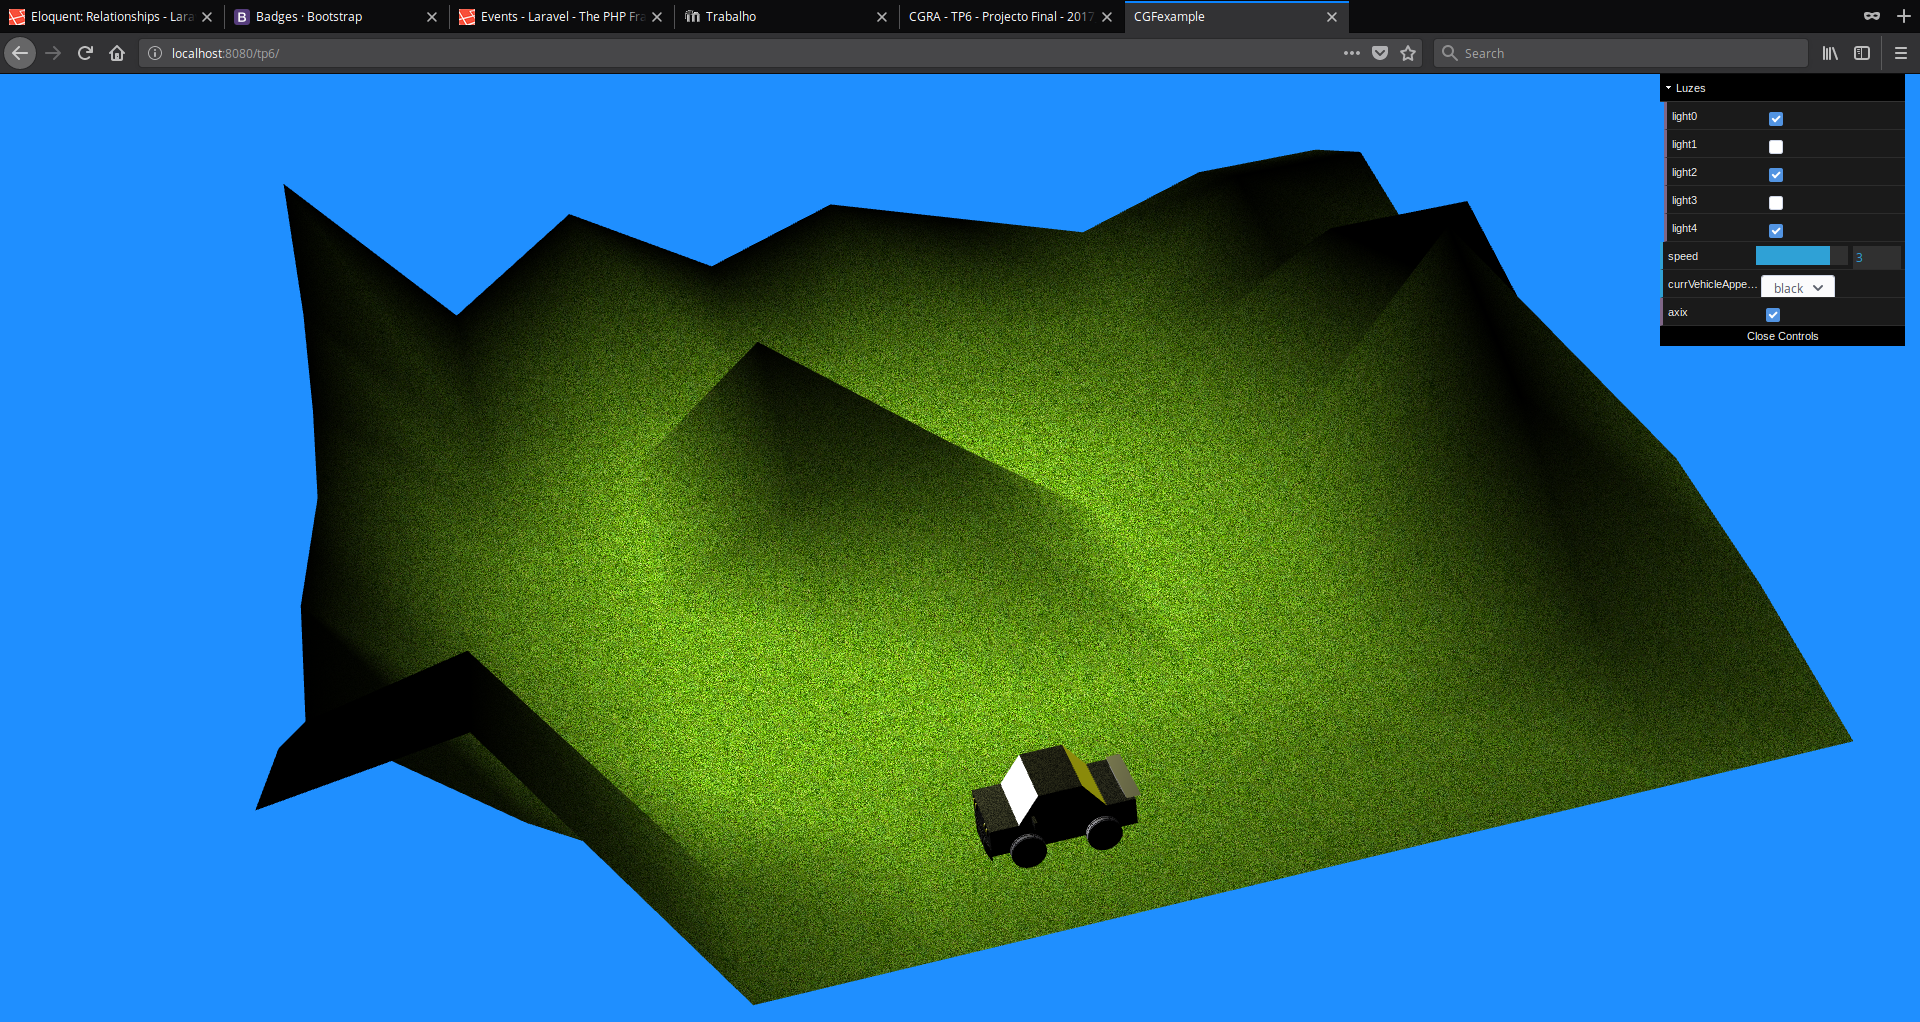 Eloquent: Relationships - Lara
Badges · Bootstrap
Events - Laravel - The PHP Fra
Trabalho
CGRA - TP6 - Projecto Final - 2017
CGFexample
localhost:8080/tp6/
Search
Luzes
light0
light1
light2
light3
light4
speed 3
currVehicleAppe... black
axix
Close Controls